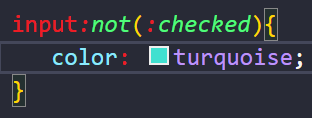 input:not(:checked){
color: turquoise;
}